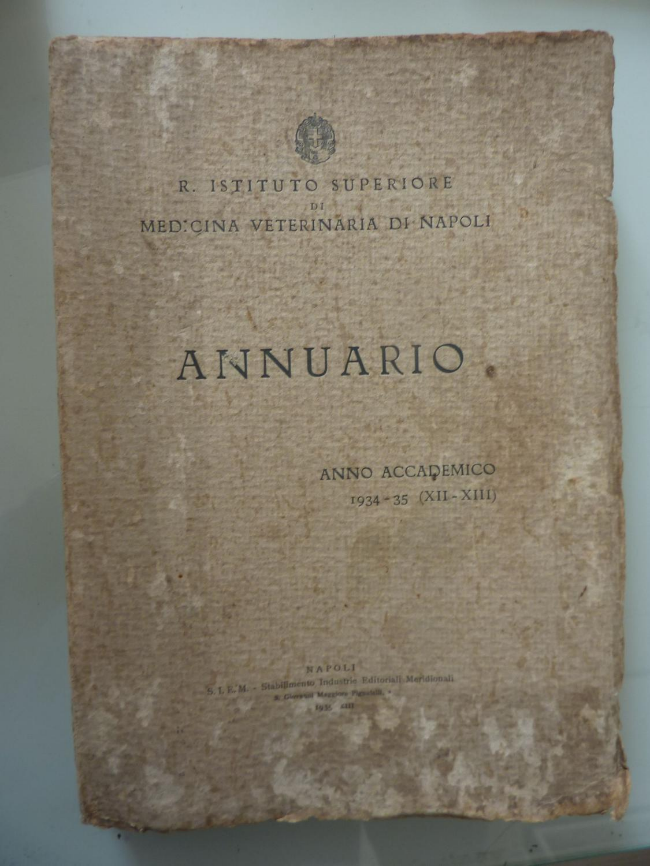 R. ISTITUTO SUPERIORE
DI
MEDICINA VETERINARIA DI NAPOLI
ANNUARIO
ANNO ACCADEMICO
1934-35 (XII-XIII)
NAPOLI
S. I. E. M. - Stabilimento Industrie Editoriali Meridionali